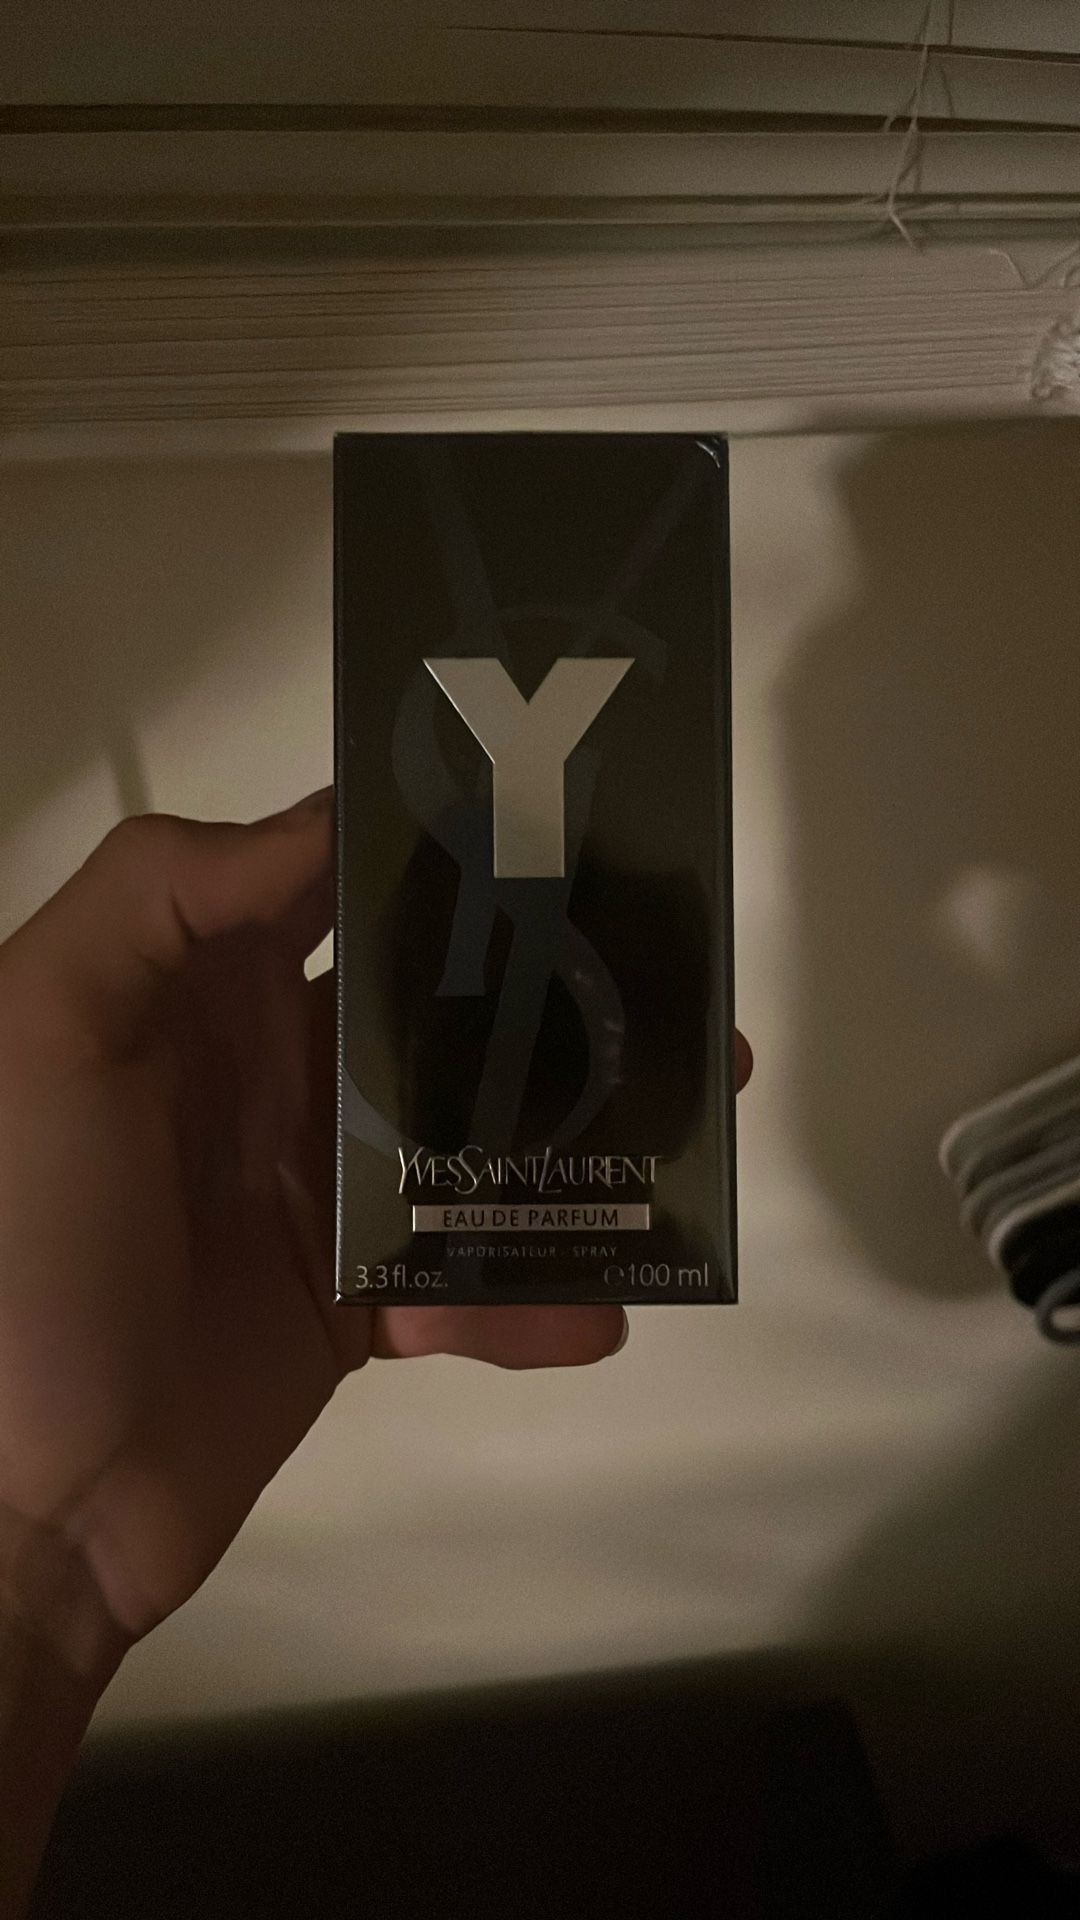 Y
YVESSAINTLAURENT
EAU DE PARFUM
VAPORISATEUR - SPRAY
3.3 fl.oz. ℮100 ml